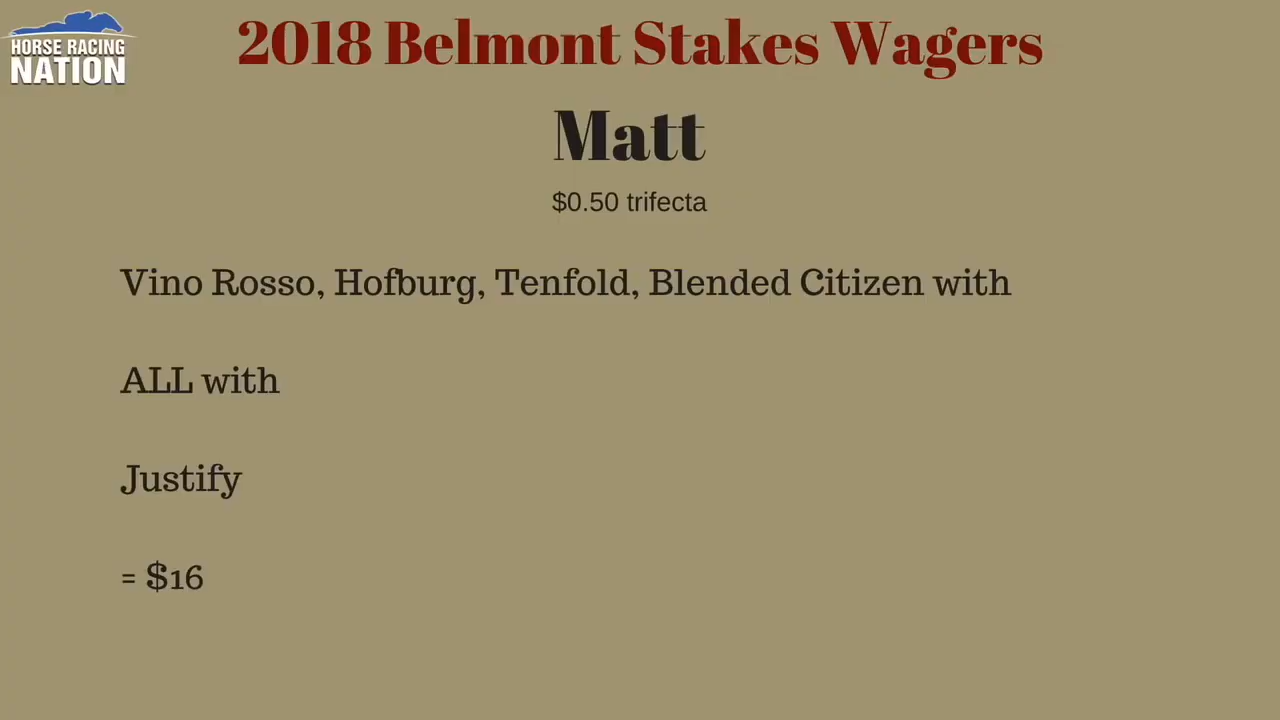 HORSE RACING
NATION
2018 Belmont Stakes Wagers
Matt
$0.50 trifecta
Vino Rosso, Hofburg, Tenfold, Blended Citizen with
ALL with
Justify
= $16